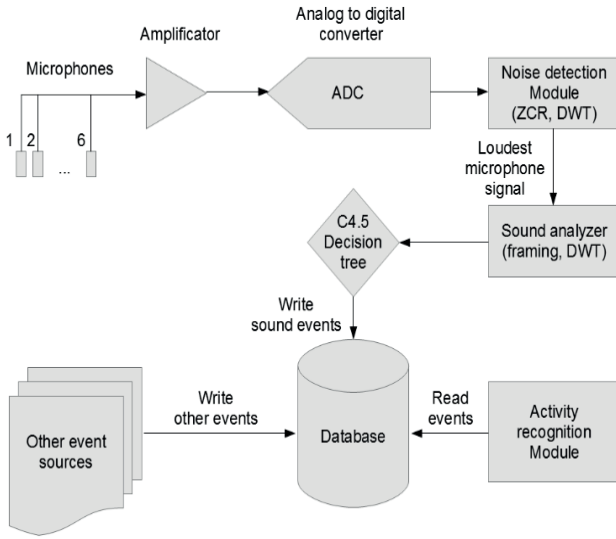 Analog to digital
converter
Amplificator
Microphones
ADC
Noise detection
Module
(ZCR, DWT)
1 2 6
...
Loudest
microphone
signal
C4.5
Decision
tree
Sound analyzer
(framing, DWT)
Write
sound events
Other event
sources
Write
other events
Database
Read
events
Activity
recognition
Module